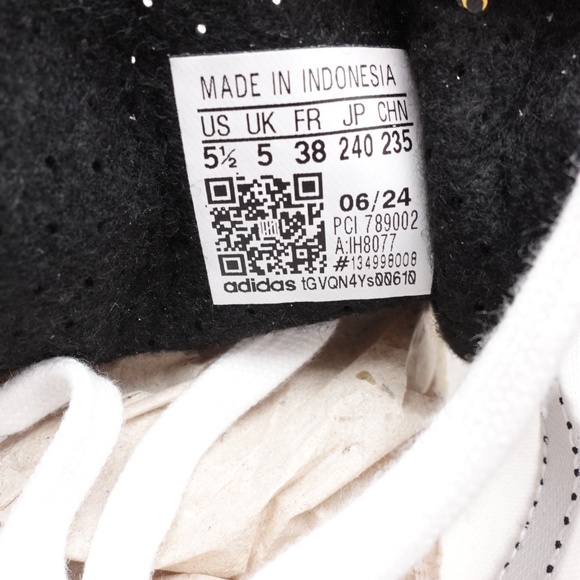 MADE IN INDONESIA
US UK FR JP CHN
5½ 5 38 240 235
06/24
PCI 789002
A:IH8077
#134998008
adidas tGVQN4Ys00610